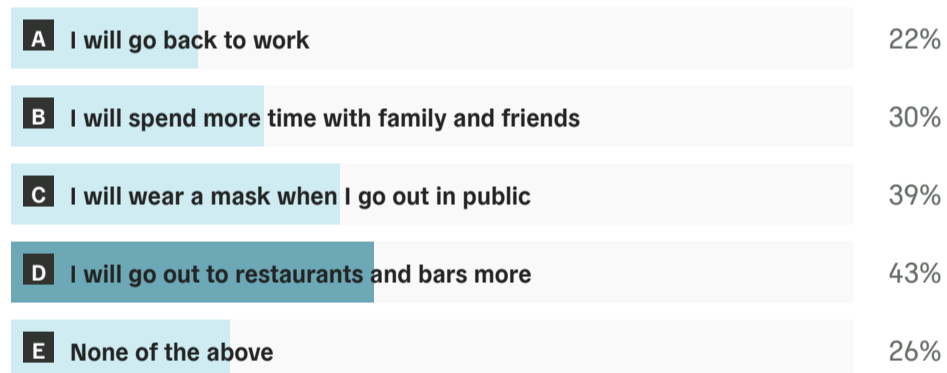 A I will go back to work 22%
B I will spend more time with family and friends 30%
C I will wear a mask when I go out in public 39%
D I will go out to restaurants and bars more 43%
E None of the above 26%